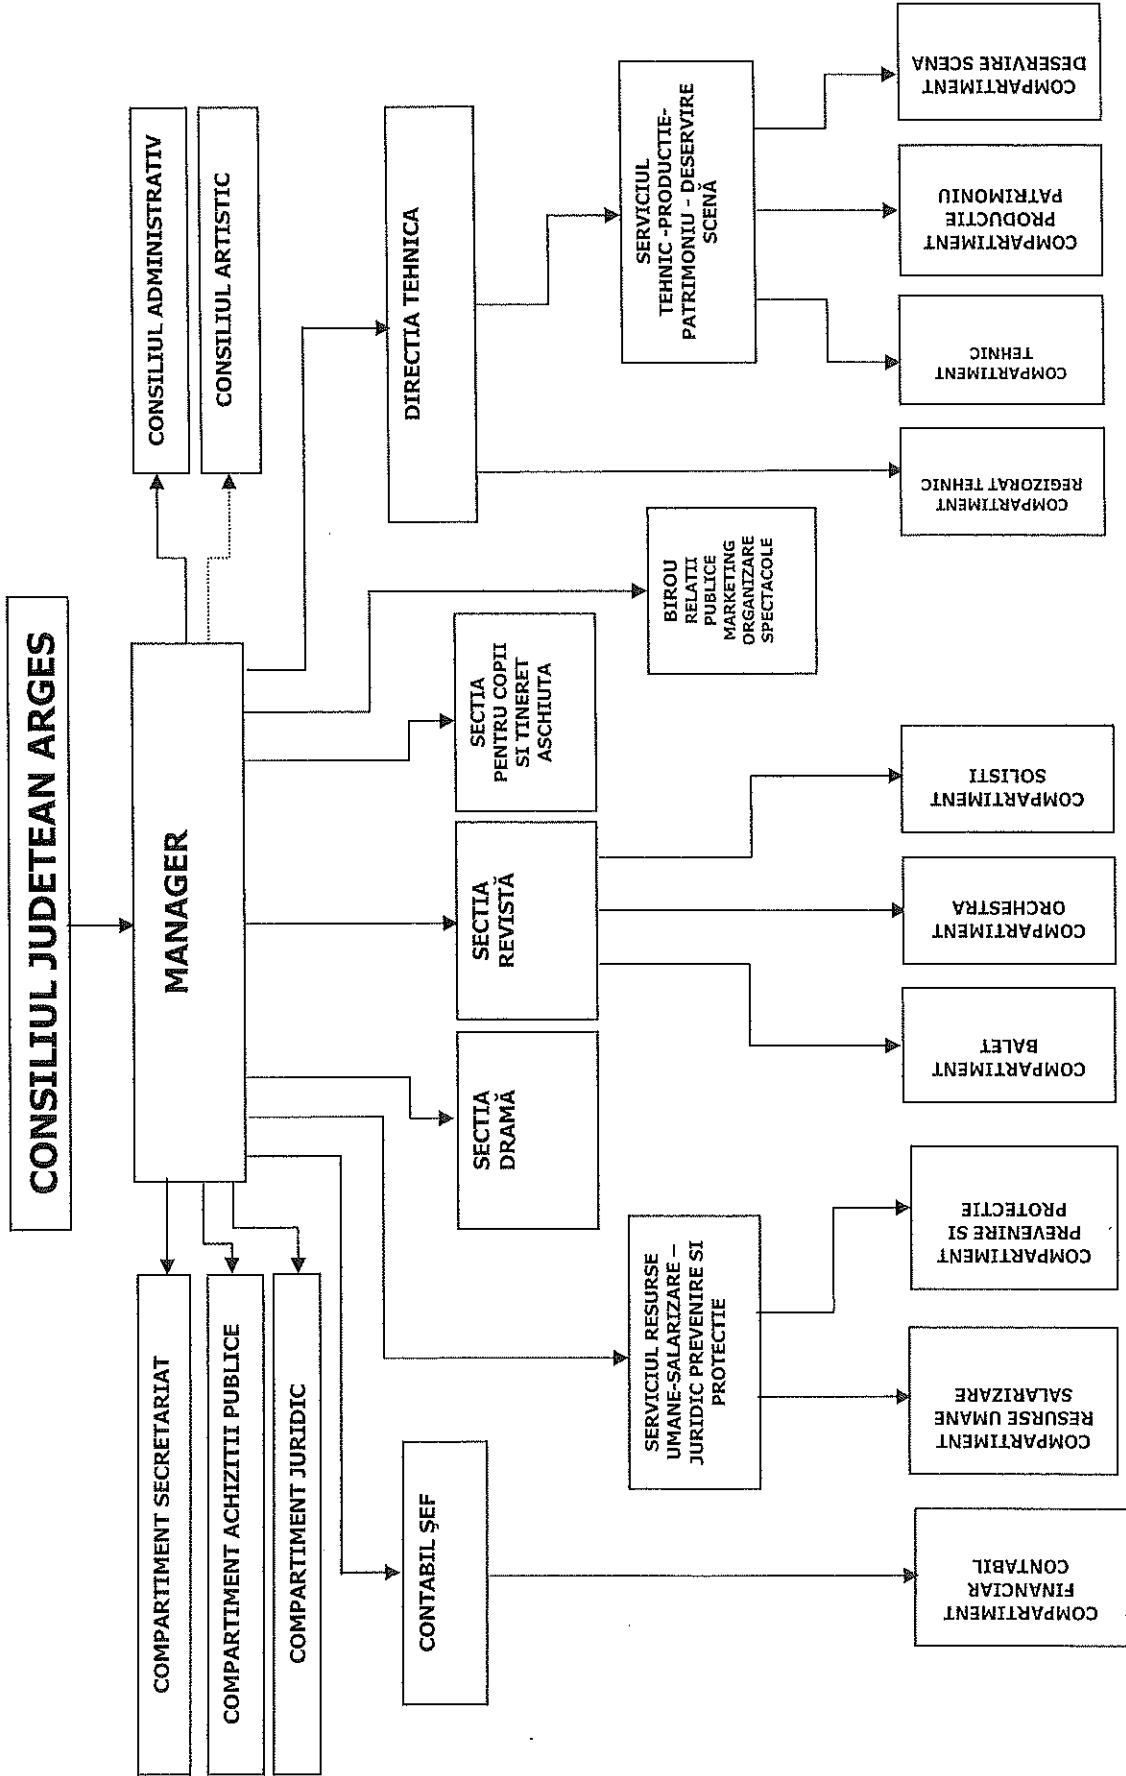 CONSILIUL JUDETEAN ARGES
MANAGER
CONSILIUL ADMINISTRATIV
CONSILIUL ARTISTIC
COMPARTIMENT SECRETARIAT
COMPARTIMENT ACHIZITII PUBLICE
COMPARTIMENT JURIDIC
CONTABIL ŞEF
DIRECTIA TEHNICA
SECTIA
DRAMĂ
SECTIA
REVISTĂ
SECTIA
PENTRU COPII
SI TINERET
ASCHIUTA
SERVICIUL RESURSE
UMANE-SALARIZARE –
JURIDIC PREVENIRE SI
PROTECTIE
BIROU
RELATII
PUBLICE
MARKETING
ORGANIZARE
SPECTACOLE
SERVICIUL
TEHNIC -PRODUCTIE-
PATRIMONIU - DESERVIRE
SCENĂ
COMPARTIMENT
FINANCIAR
CONTABIL
COMPARTIMENT
RESURSE UMANE
SALARIZARE
COMPARTIMENT
PREVENIRE SI
PROTECTIE
COMPARTIMENT
BALET
COMPARTIMENT
ORCHESTRA
COMPARTIMENT
SOLISTI
COMPARTIMENT
REGIZORAT TEHNIC
COMPARTIMENT
TEHNIC
COMPARTIMENT
PRODUCTIE
PATRIMONIU
COMPARTIMENT
DESERVIRE SCENA